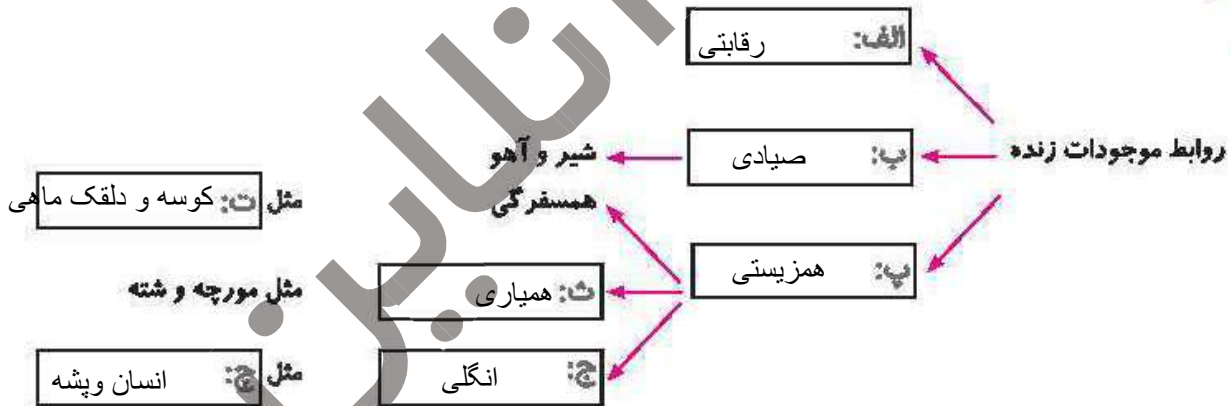 الف: رقابتی
روابط موجودات زنده
ب: صیادی
شیر و آهو
همسفرگی
مثل ت: کوسه و دلقک ماهی
پ: همزیستی
ث: همیاری
مثل مورچه و شته
ج: انگلی
مثل چ: انسان وپشه